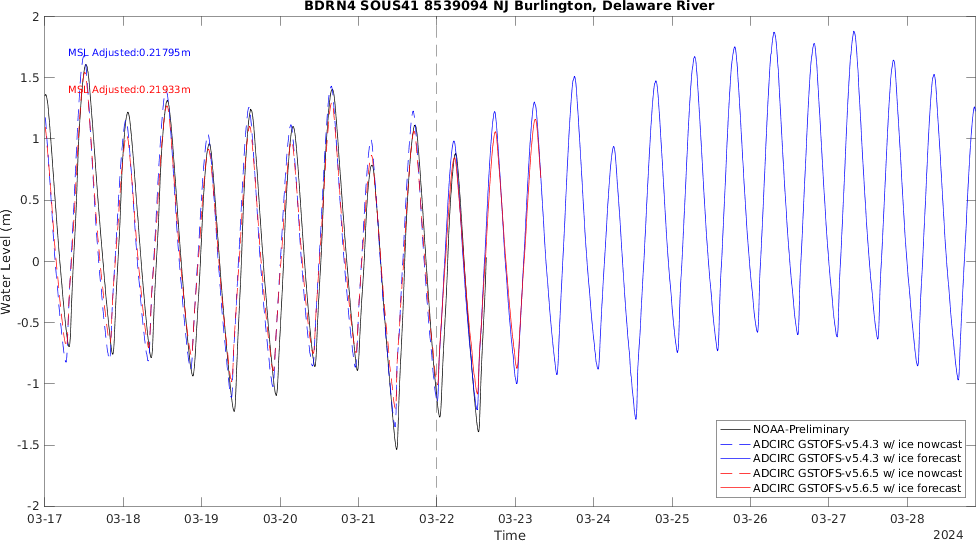 BDRN4 SOUS41 8539094 NJ Burlington, Delaware River
2
1.5
1
0.5
0
-0.5
-1
-1.5
-2
Water Level (m)
MSL Adjusted:0.21795m
MSL Adjusted:0.21933m
NOAA-Preliminary
ADCIRC GSTOFS-v5.4.3 w/ ice nowcast
ADCIRC GSTOFS-v5.4.3 w/ ice forecast
ADCIRC GSTOFS-v5.6.5 w/ ice nowcast
ADCIRC GSTOFS-v5.6.5 w/ ice forecast
03-17 03-18 03-19 03-20 03-21 03-22 03-23 03-24 03-25 03-26 03-27 03-28
Time
2024